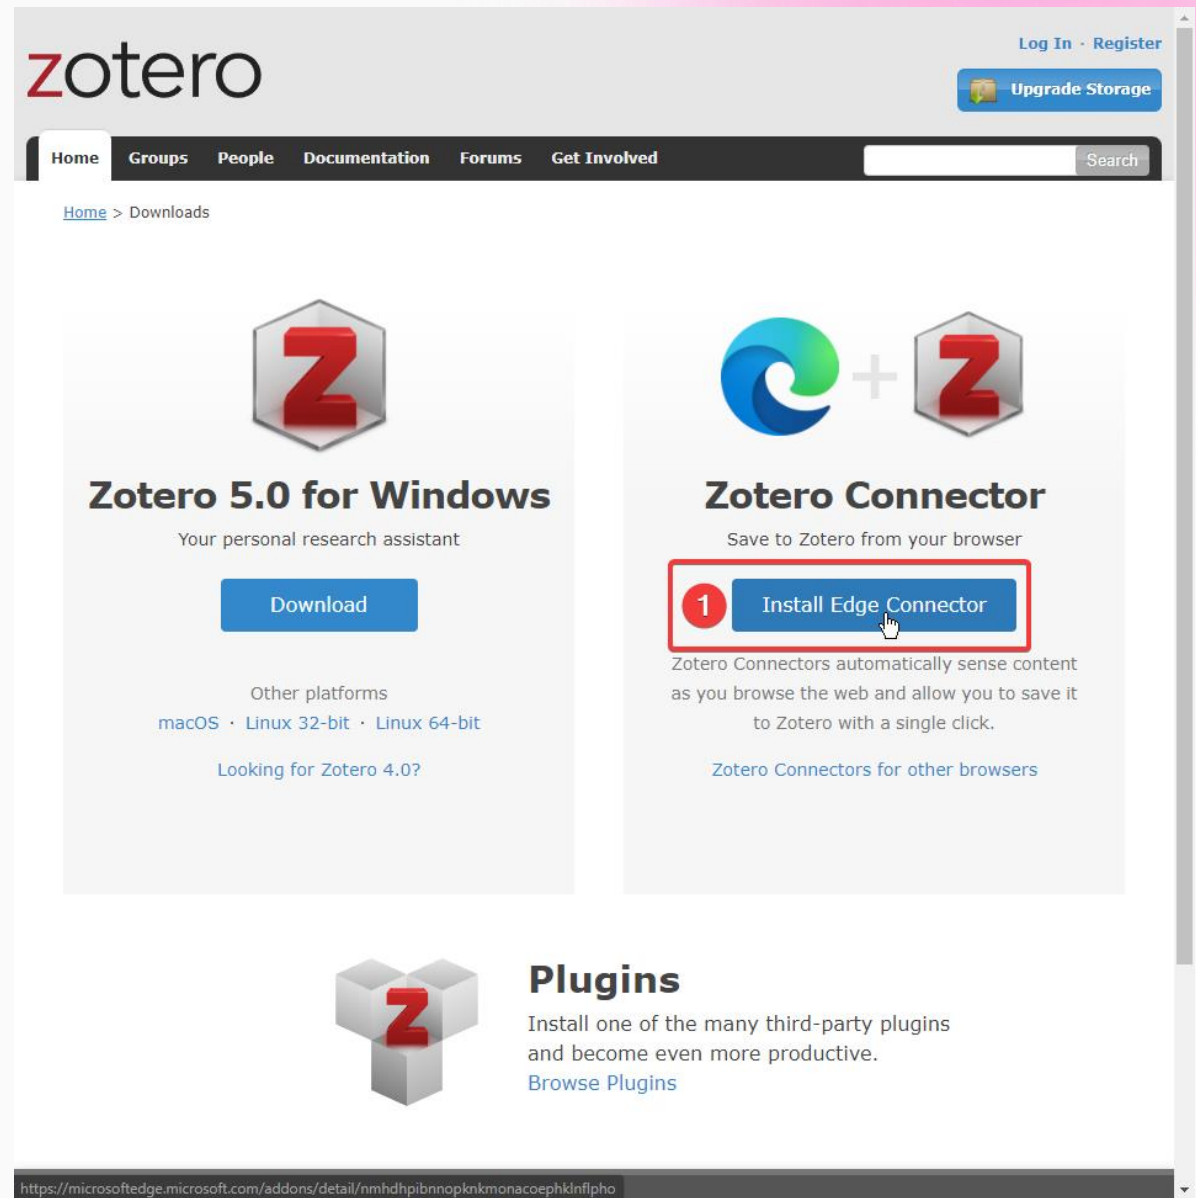 zotero
Log In · Register
Upgrade Storage
Home Groups People Documentation Forums Get Involved Search
Home > Downloads
Z
Z
Zotero 5.0 for Windows
Your personal research assistant
Download
Other platforms
macOS · Linux 32-bit · Linux 64-bit
Looking for Zotero 4.0?
Zotero Connector
Save to Zotero from your browser
1 Install Edge Connector
Zotero Connectors automatically sense content
as you browse the web and allow you to save it
to Zotero with a single click.
Zotero Connectors for other browsers
Z
Plugins
Install one of the many third-party plugins
and become even more productive.
Browse Plugins
https://microsoftedge.microsoft.com/addons/detail/nmhdhpibnnopknkmonacoephklnflpho